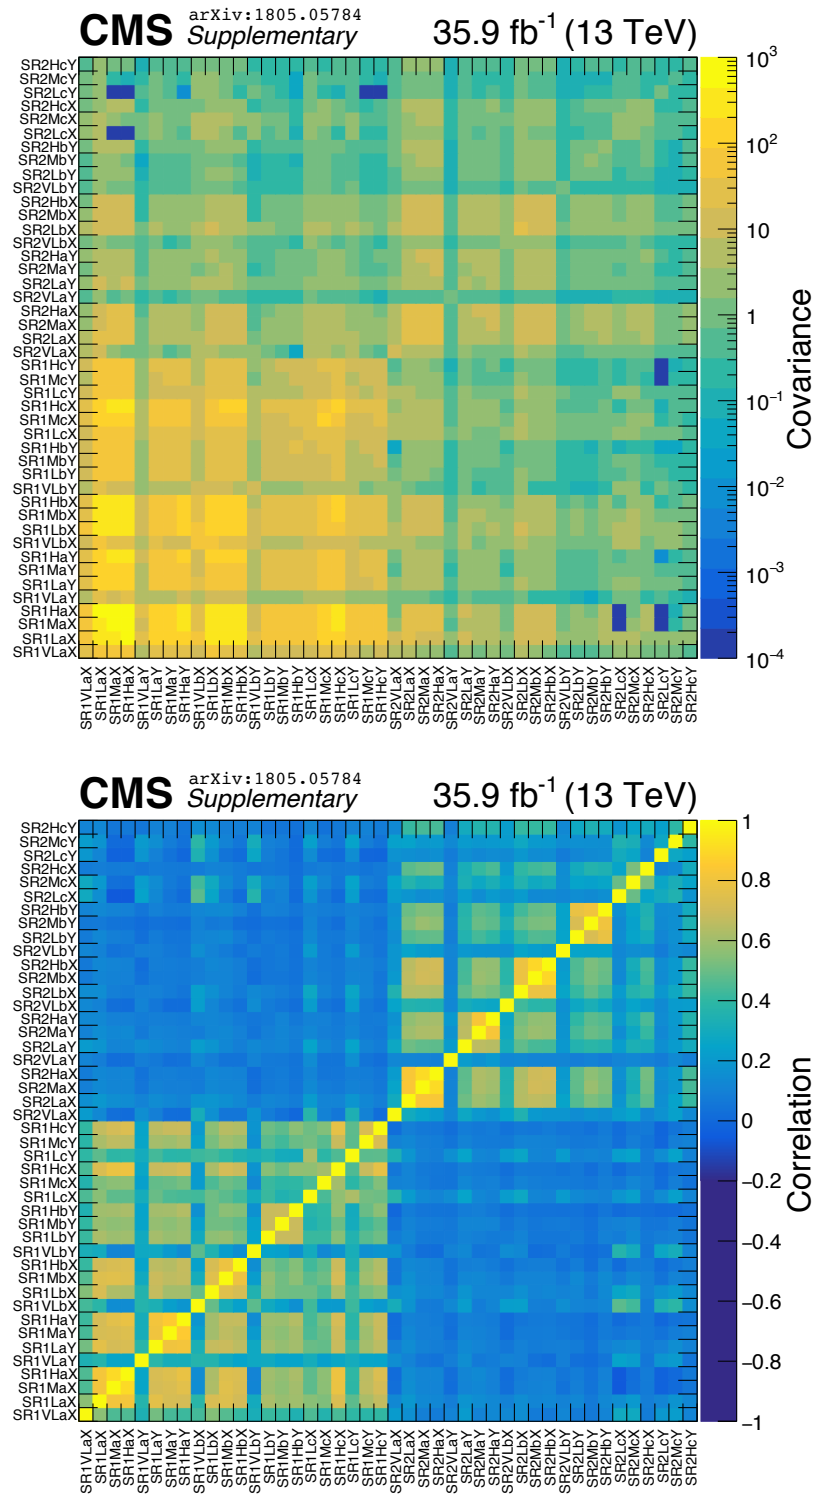 CMS arXiv:1805.05784 Supplementary 35.9 fb⁻¹ (13 TeV)
SR2HcY
SR2McY
SR2LcY
SR2HcX
SR2McX
SR2LcX
SR2HbY
SR2MbY
SR2LbY
SR2VLbY
SR2HbX
SR2MbX
SR2LbX
SR2VLbX
SR2HaY
SR2MaY
SR2LaY
SR2VLaY
SR2HaX
SR2MaX
SR2LaX
SR2VLaX
SR1HcY
SR1McY
SR1LcY
SR1HcX
SR1McX
SR1LcX
SR1HbY
SR1MbY
SR1LbY
SR1VLbY
SR1HbX
SR1MbX
SR1LbX
SR1VLbX
SR1HaY
SR1MaY
SR1LaY
SR1VLaY
SR1HaX
SR1MaX
SR1LaX
SR1VLaX
SR1VLaX
SR1LaX
SR1MaX
SR1HaX
SR1VLaY
SR1LaY
SR1MaY
SR1HaY
SR1VLbX
SR1LbX
SR1MbX
SR1HbX
SR1VLbY
SR1LbY
SR1MbY
SR1HbY
SR1LcX
SR1McX
SR1HcX
SR1LcY
SR1McY
SR1HcY
SR2VLaX
SR2LaX
SR2MaX
SR2HaX
SR2VLaY
SR2LaY
SR2MaY
SR2HaY
SR2VLbX
SR2LbX
SR2MbX
SR2HbX
SR2VLbY
SR2LbY
SR2MbY
SR2HbY
SR2LcX
SR2McX
SR2HcX
SR2LcY
SR2McY
SR2HcY
10³
10²
10
1
10⁻¹
10⁻²
10⁻³
10⁻⁴
Covariance
CMS arXiv:1805.05784 Supplementary 35.9 fb⁻¹ (13 TeV)
SR2HcY
SR2McY
SR2LcY
SR2HcX
SR2McX
SR2LcX
SR2HbY
SR2MbY
SR2LbY
SR2VLbY
SR2HbX
SR2MbX
SR2LbX
SR2VLbX
SR2HaY
SR2MaY
SR2LaY
SR2VLaY
SR2HaX
SR2MaX
SR2LaX
SR2VLaX
SR1HcY
SR1McY
SR1LcY
SR1HcX
SR1McX
SR1LcX
SR1HbY
SR1MbY
SR1LbY
SR1VLbY
SR1HbX
SR1MbX
SR1LbX
SR1VLbX
SR1HaY
SR1MaY
SR1LaY
SR1VLaY
SR1HaX
SR1MaX
SR1LaX
SR1VLaX
SR1VLaX
SR1LaX
SR1MaX
SR1HaX
SR1VLaY
SR1LaY
SR1MaY
SR1HaY
SR1VLbX
SR1LbX
SR1MbX
SR1HbX
SR1VLbY
SR1LbY
SR1MbY
SR1HbY
SR1LcX
SR1McX
SR1HcX
SR1LcY
SR1McY
SR1HcY
SR2VLaX
SR2LaX
SR2MaX
SR2HaX
SR2VLaY
SR2LaY
SR2MaY
SR2HaY
SR2VLbX
SR2LbX
SR2MbX
SR2HbX
SR2VLbY
SR2LbY
SR2MbY
SR2HbY
SR2LcX
SR2McX
SR2HcX
SR2LcY
SR2McY
SR2HcY
1
0.8
0.6
0.4
0.2
0
−0.2
−0.4
−0.6
−0.8
−1
Correlation